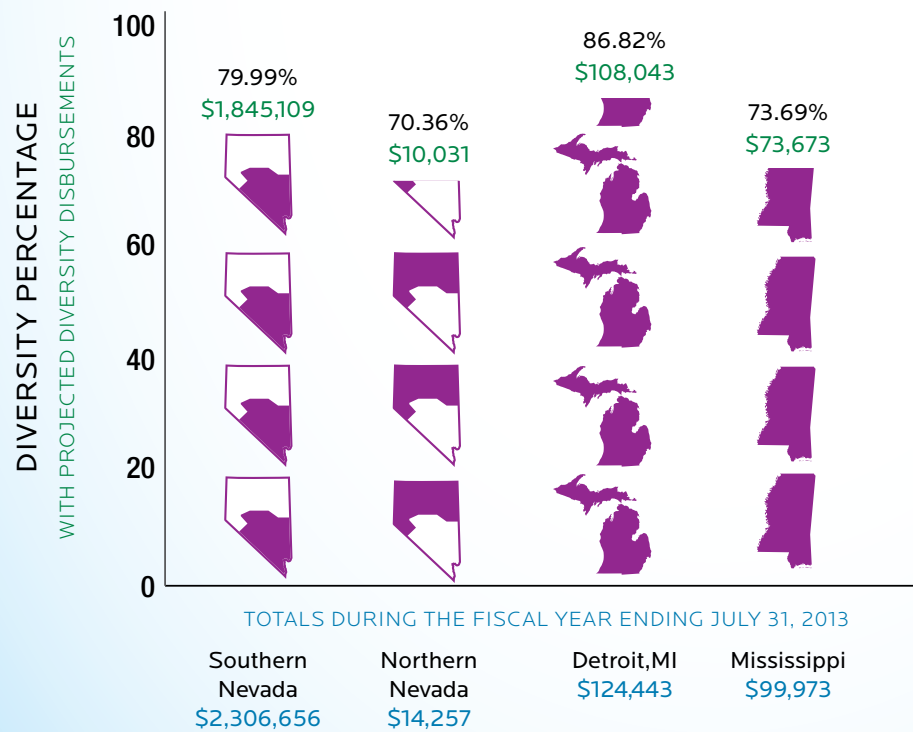 DIVERSITY PERCENTAGE
WITH PROJECTED DIVERSITY DISBURSEMENTS
100
80
60
40
20
0
79.99%
$1,845,109
70.36%
$10,031
86.82%
$108,043
73.69%
$73,673
TOTALS DURING THE FISCAL YEAR ENDING JULY 31, 2013
Southern
Nevada
$2,306,656
Northern
Nevada
$14,257
Detroit,MI
$124,443
Mississippi
$99,973